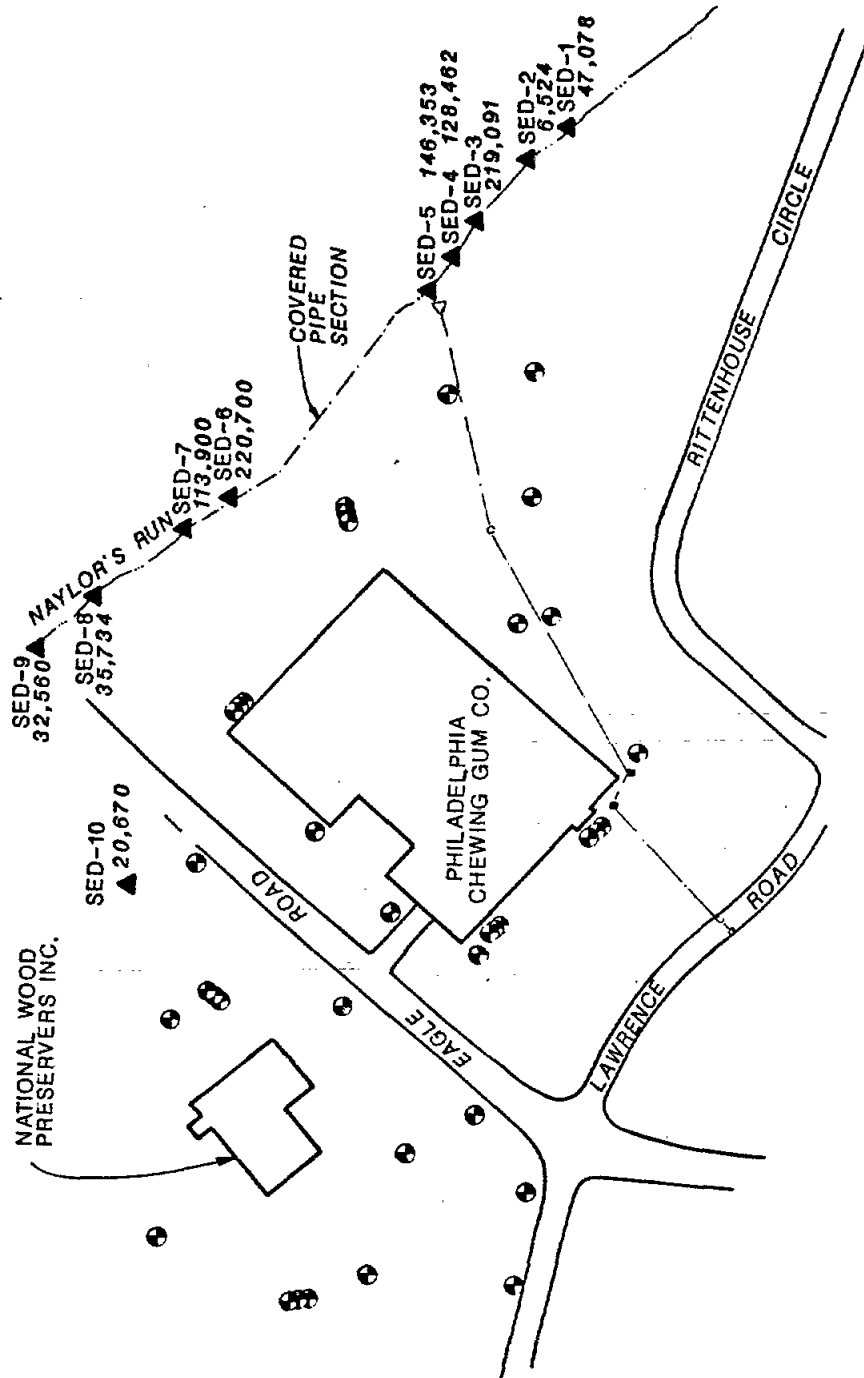 NATIONAL WOOD
PRESERVERS INC.
SED-10
20,670
SED-9
32,560
SED-8
35,734
NAYLOR'S RUN
SED-7
113,900
SED-6
220,700
COVERED
PIPE
SECTION
SED-5 146,353
SED-4 128,462
SED-3
219,091
SED-2
6,524
SED-1
47,078
EAGLE
ROAD
PHILADELPHIA
CHEWING GUM CO.
LAWRENCE
ROAD
RITTENHOUSE
CIRCLE